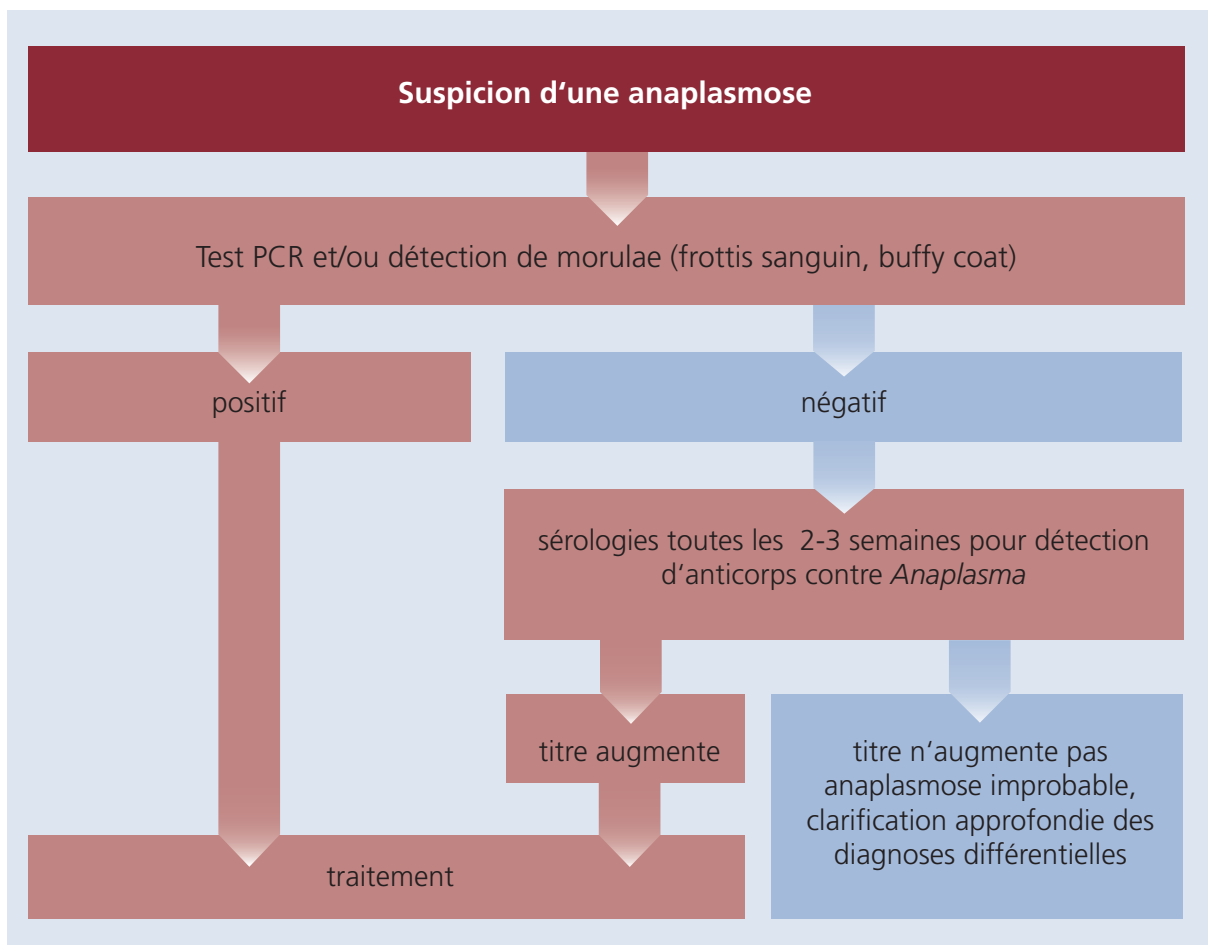 Suspicion d‘une anaplasmose
Test PCR et/ou détection de morulae (frottis sanguin, buffy coat)
positif
négatif
sérologies toutes les 2-3 semaines pour détection
d‘anticorps contre Anaplasma
titre augmente
titre n‘augmente pas
anaplasmose improbable,
clarification approfondie des
diagnoses différentielles
traitement